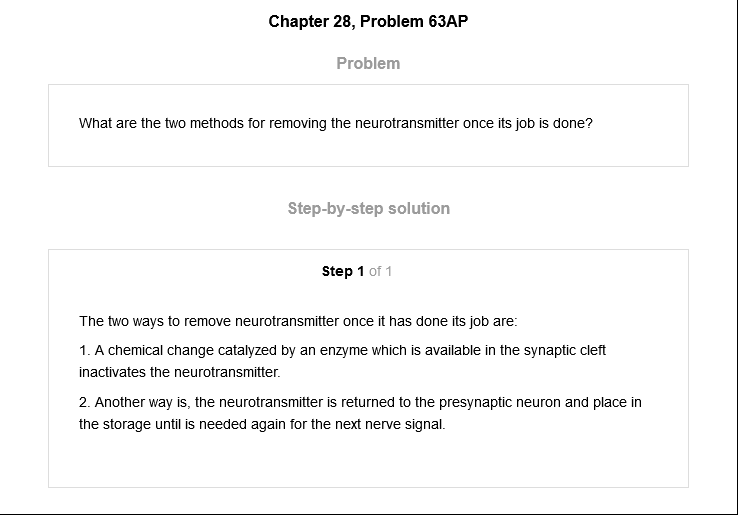 Chapter 28, Problem 63AP
Problem
What are the two methods for removing the neurotransmitter once its job is done?
Step-by-step solution
Step 1 of 1
The two ways to remove neurotransmitter once it has done its job are:
1. A chemical change catalyzed by an enzyme which is available in the synaptic cleft
inactivates the neurotransmitter.
2. Another way is, the neurotransmitter is returned to the presynaptic neuron and place in
the storage until is needed again for the next nerve signal.